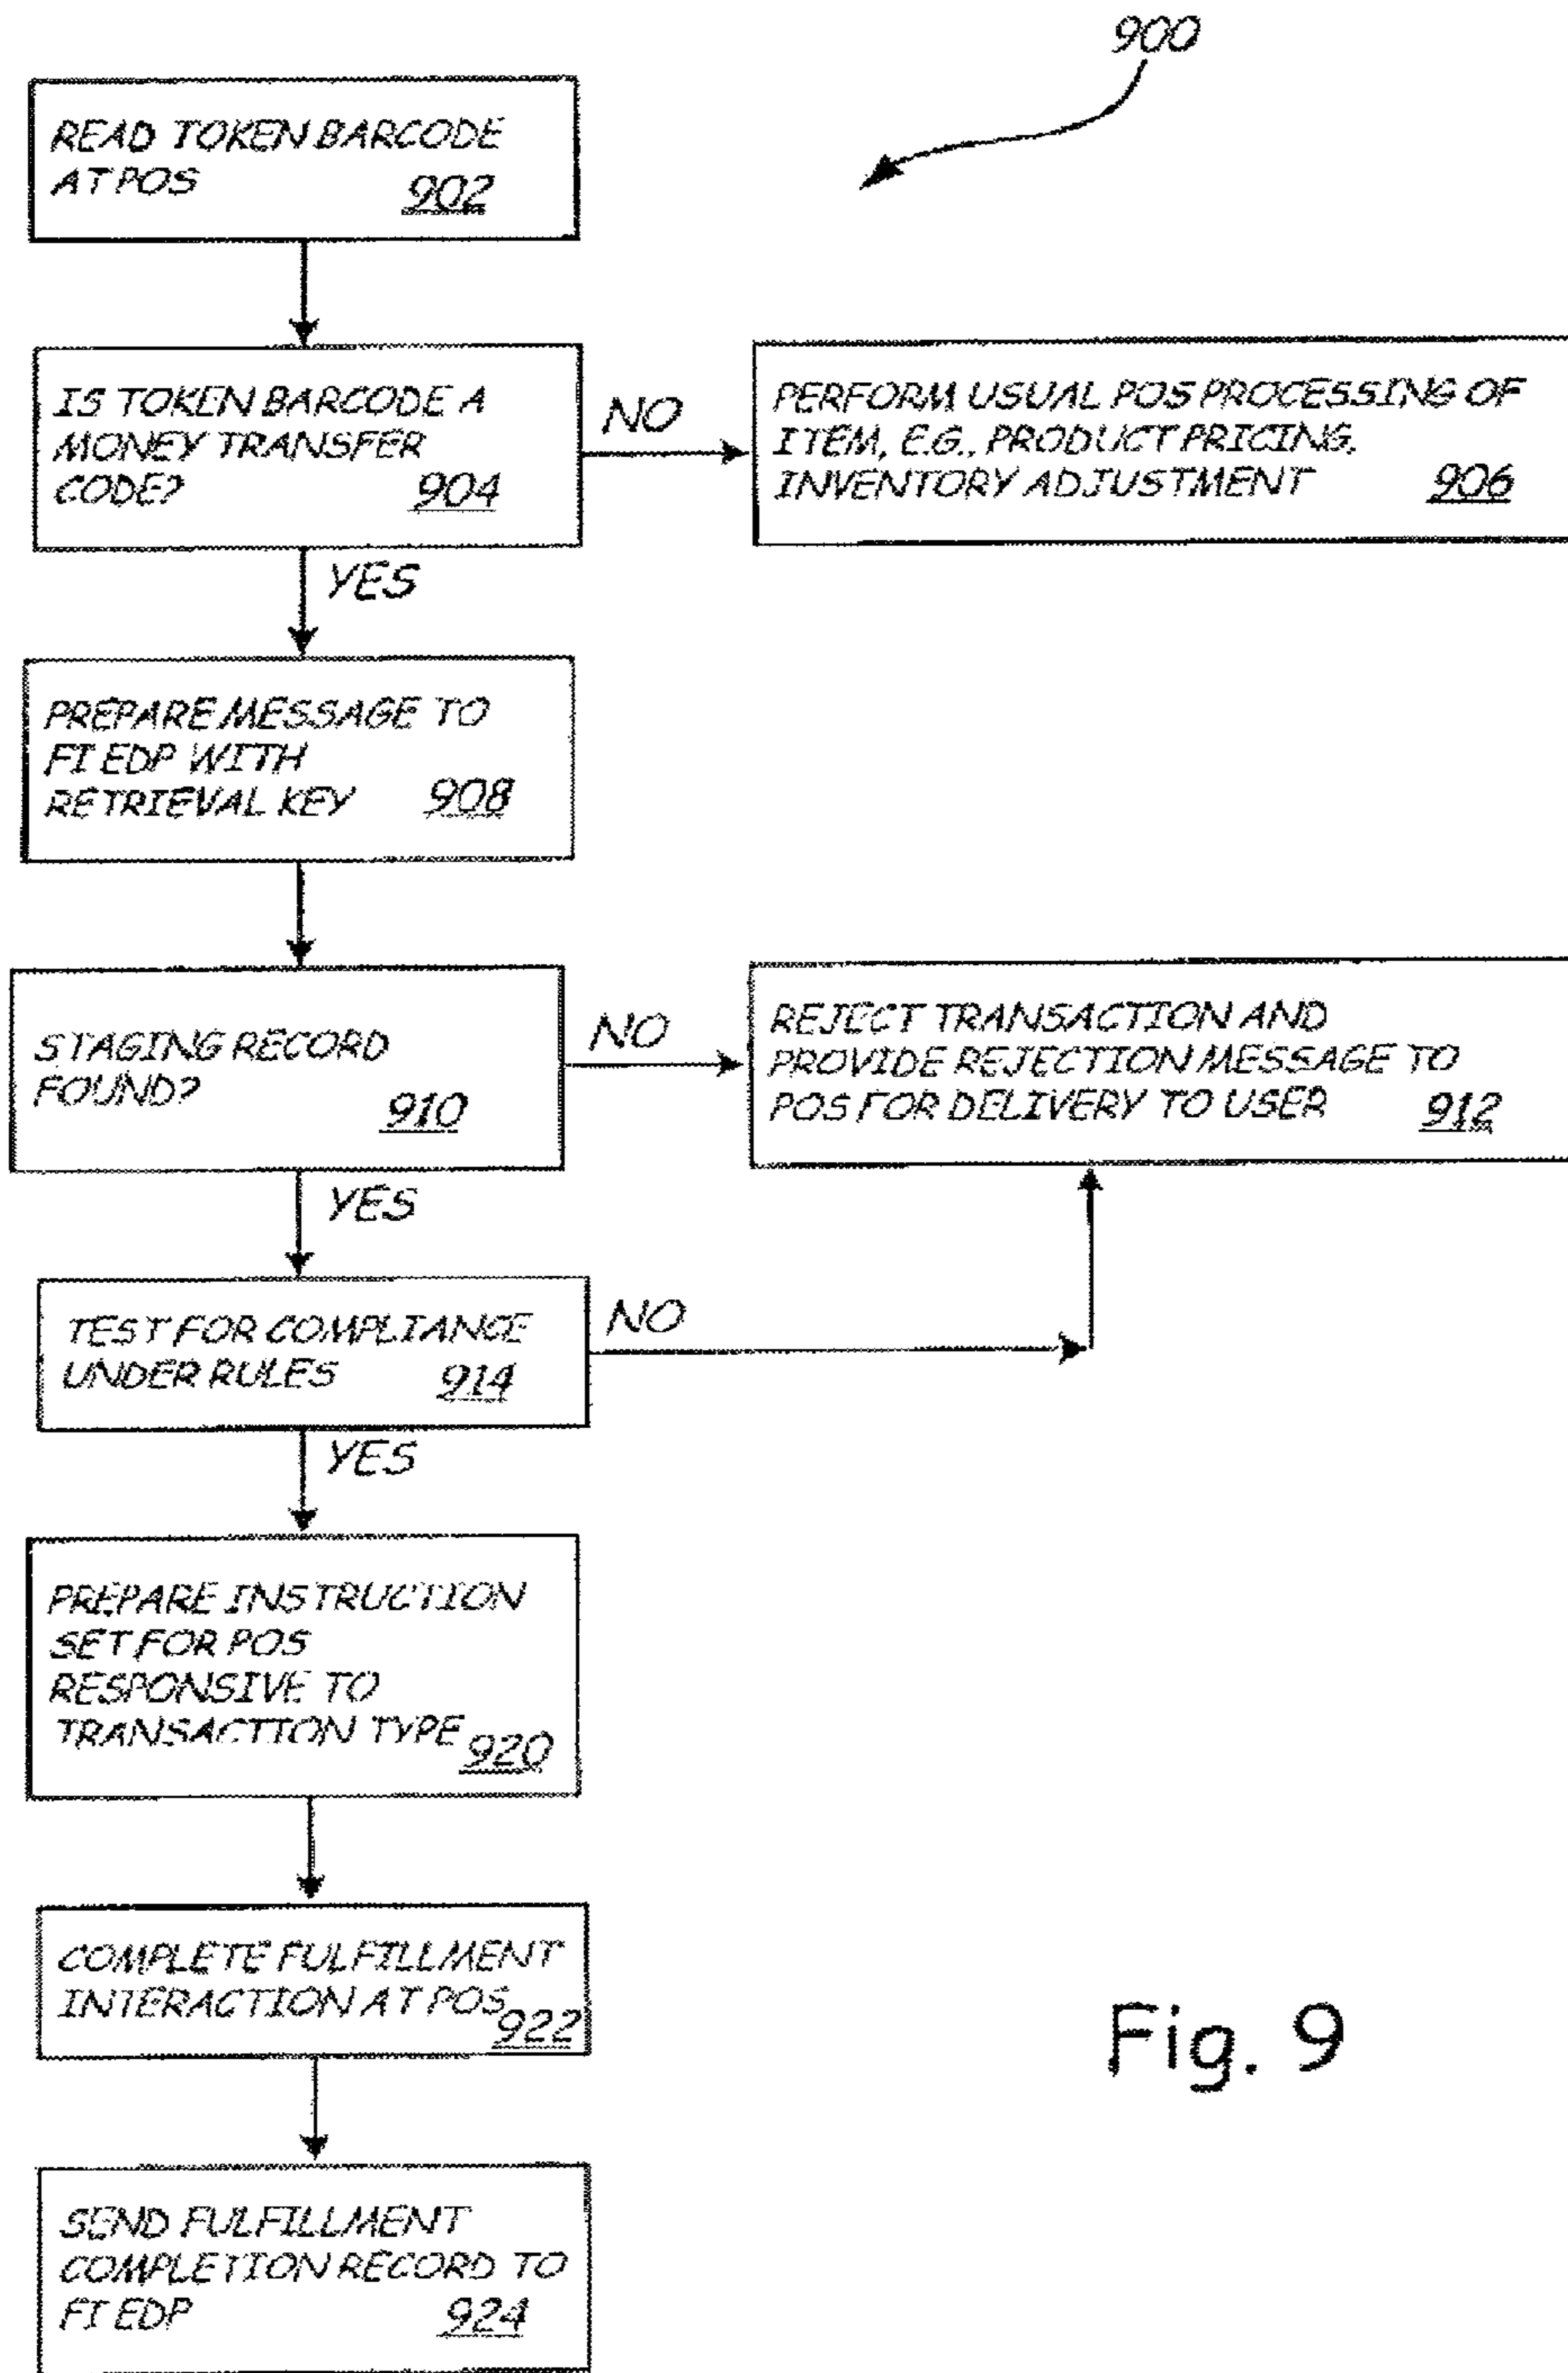 900
READ TOKEN BARCODE
AT POS 902
IS TOKEN BARCODE A
MONEY TRANSFER
CODE? 904
NO
PERFORM USUAL POS PROCESSING OF
ITEM, E.G., PRODUCT PRICING,
INVENTORY ADJUSTMENT 906
YES
PREPARE MESSAGE TO
FI EDP WITH
RETRIEVAL KEY 908
STAGING RECORD
FOUND? 910
NO
REJECT TRANSACTION AND
PROVIDE REJECTION MESSAGE TO
POS FOR DELIVERY TO USER 912
YES
TEST FOR COMPLIANCE
UNDER RULES 914
NO
YES
PREPARE INSTRUCTION
SET FOR POS
RESPONSIVE TO
TRANSACTION TYPE 920
COMPLETE FULFILLMENT
INTERACTION AT POS 922
SEND FULFILLMENT
COMPLETION RECORD TO
FI EDP 924
Fig. 9